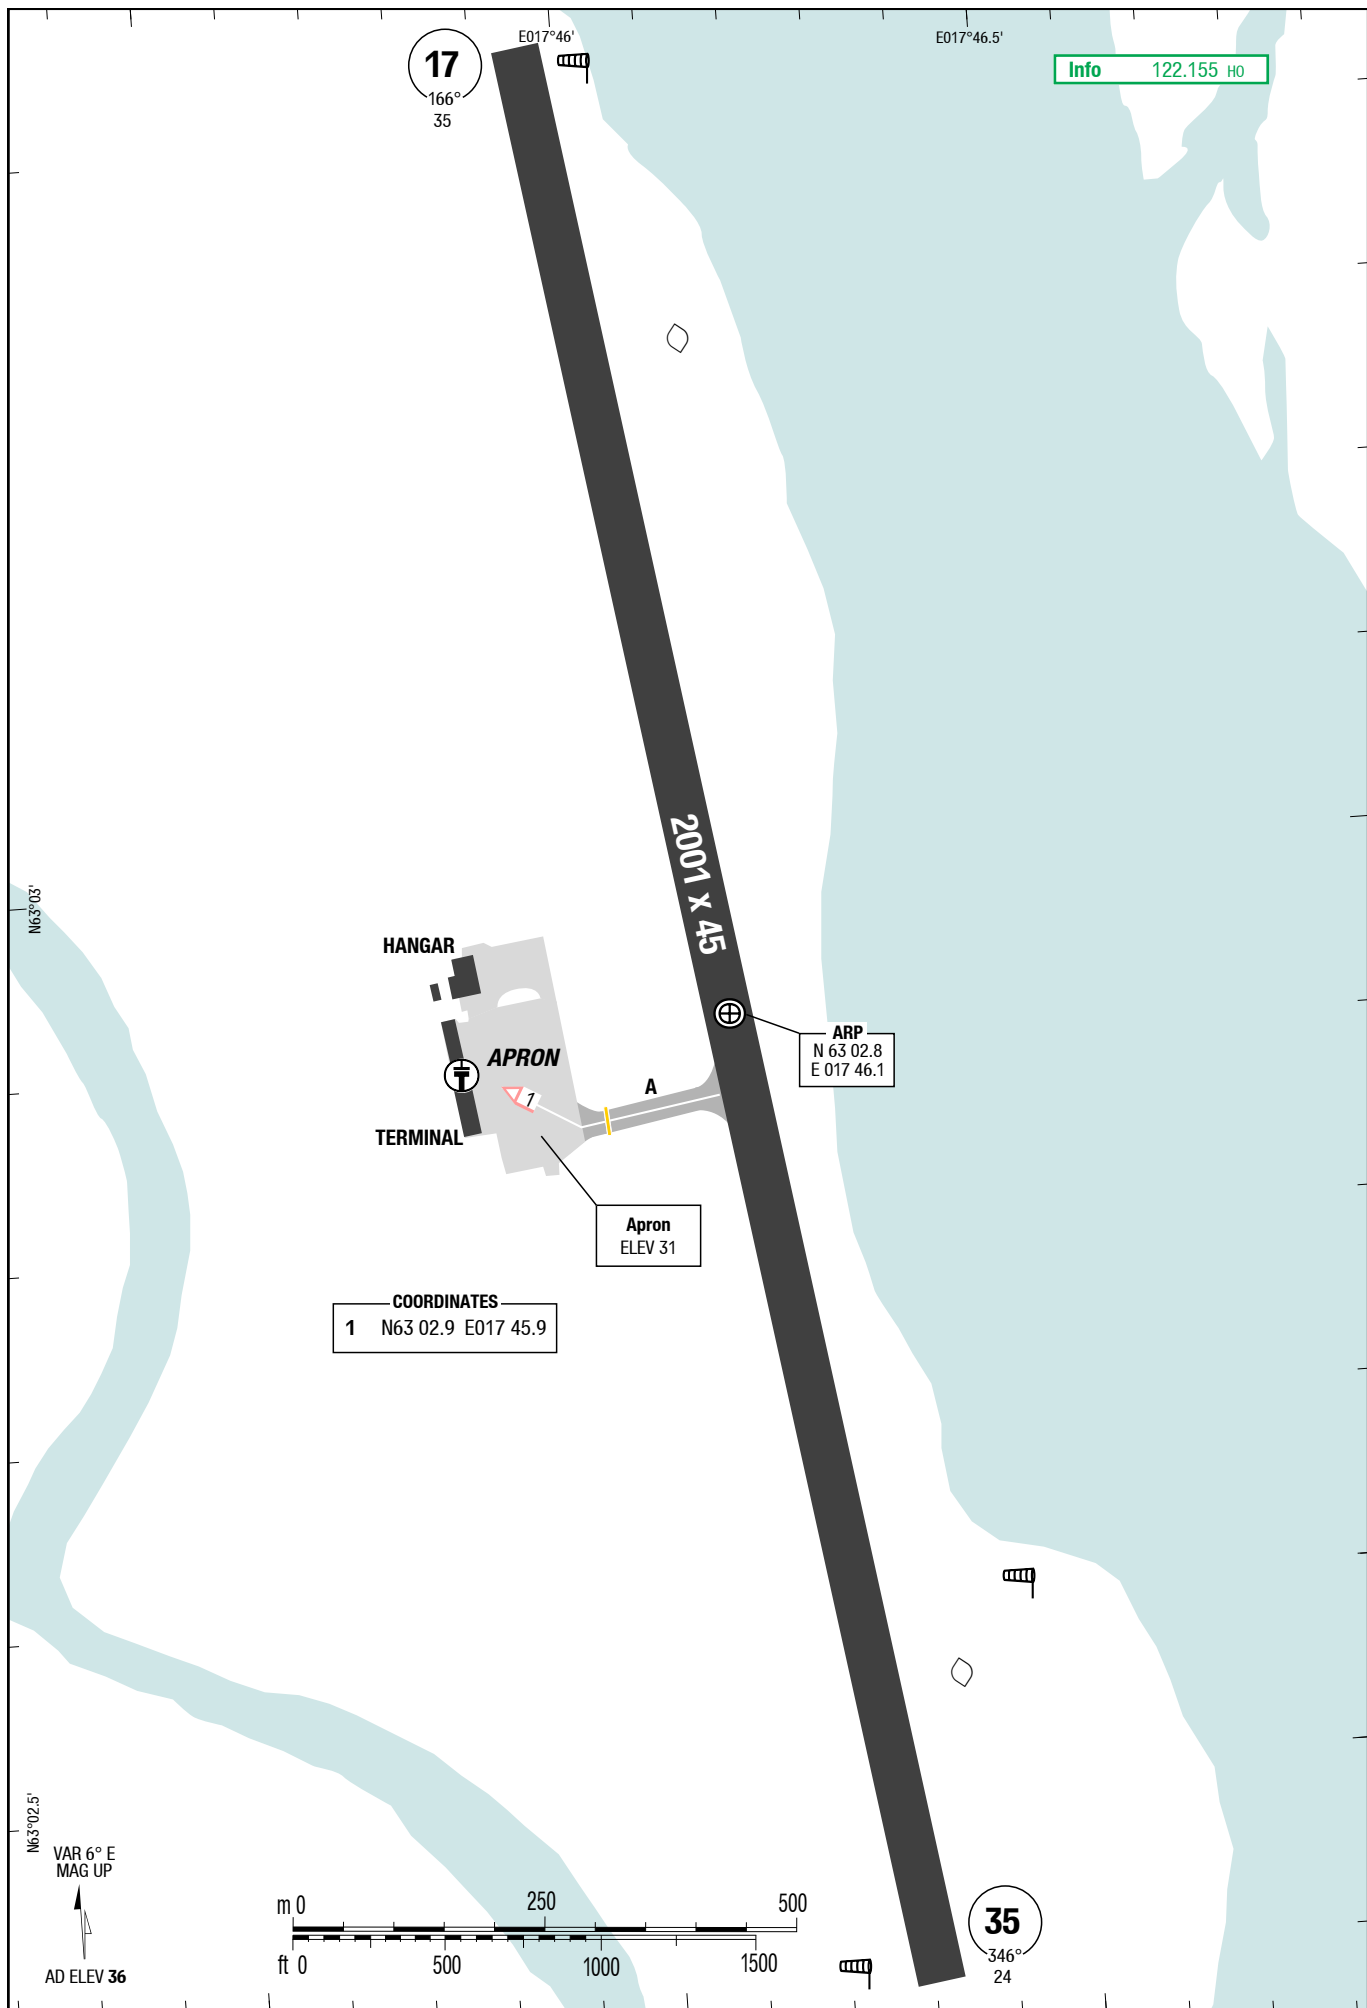 E017°46'
E017°46.5'
17
166°
35
Info 122.155 HO
2001 x 45
N63°03'
HANGAR
APRON
1
A
ARP
N 63 02.8
E 017 46.1
TERMINAL
Apron
ELEV 31
COORDINATES
1 N63 02.9 E017 45.9
N63°02.5'
VAR 6° E
MAG UP
AD ELEV 36
m 0 250 500
ft 0 500 1000 1500
35
346°
24